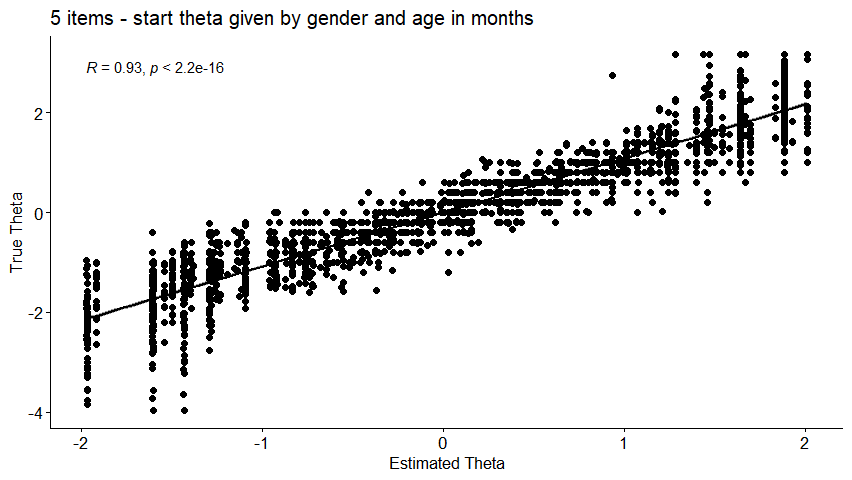 5 items - start theta given by gender and age in months
R = 0.93, p < 2.2e-16
True Theta
2
0
-2
-4
-2
-1
0
1
2
Estimated Theta